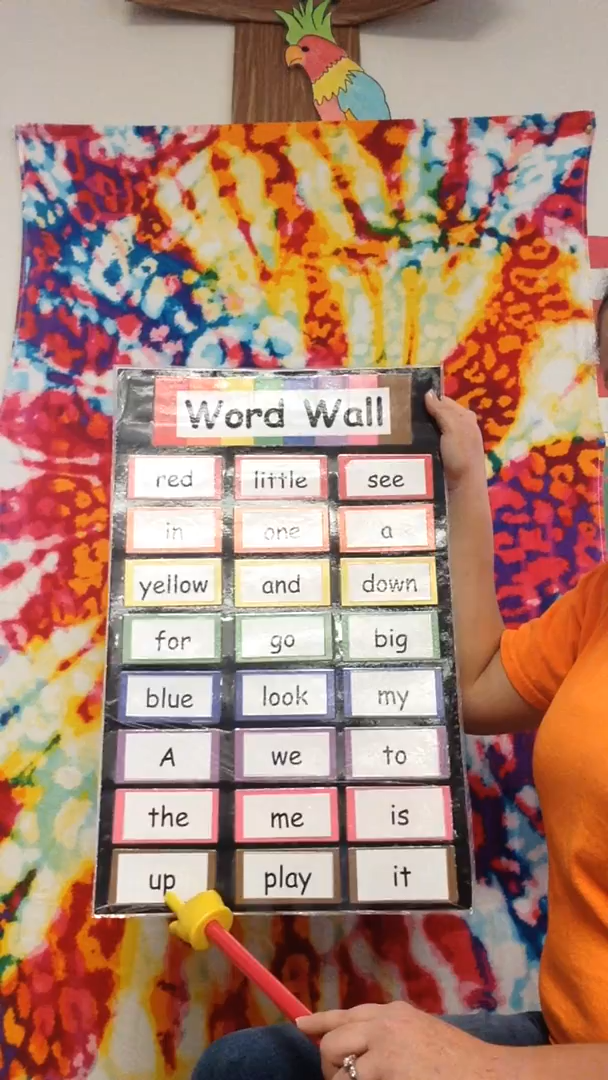 Word Wall
red little see
in one a
yellow and down
for go big
blue look my
A we to
the me is
up play it